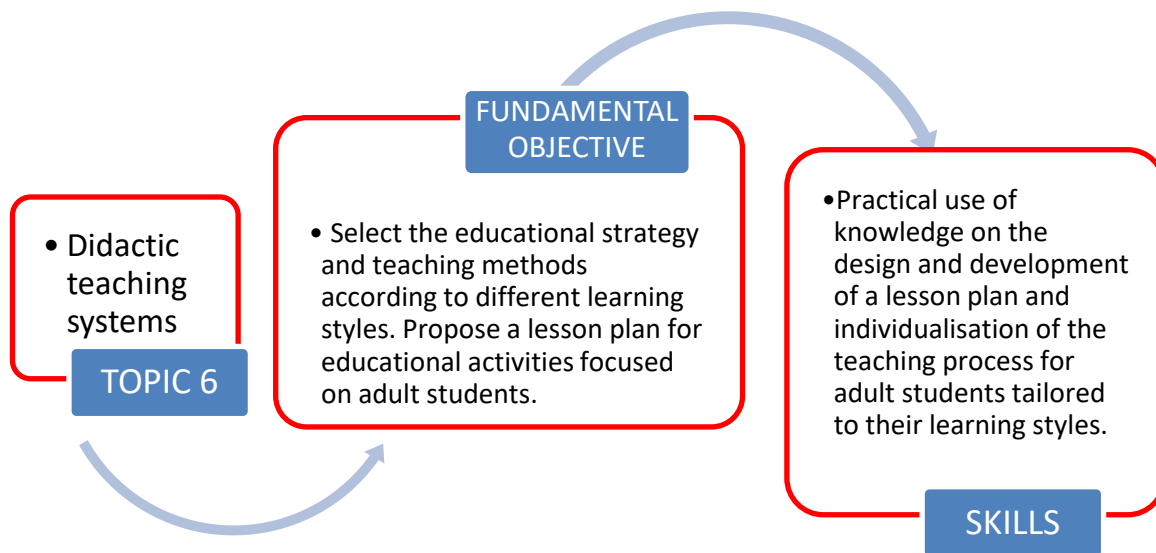 • Didactic
teaching
systems
TOPIC 6
FUNDAMENTAL
OBJECTIVE
• Select the educational strategy
and teaching methods
according to different learning
styles. Propose a lesson plan for
educational activities focused
on adult students.
•Practical use of
knowledge on the
design and development
of a lesson plan and
individualisation of the
teaching process for
adult students tailored
to their learning styles.
SKILLS